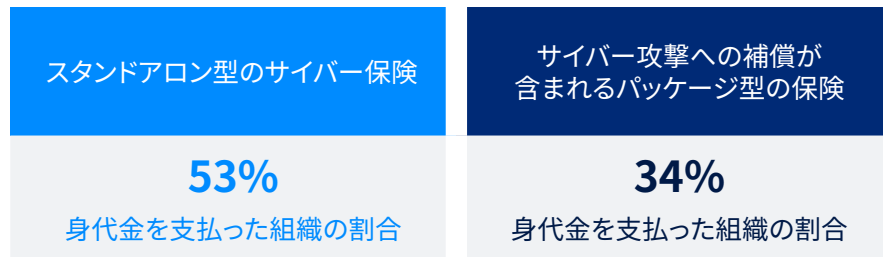 スタンドアロン型のサイバー保険
53%
身代金を支払った組織の割合
サイバー攻撃への補償が
含まれるパッケージ型の保険
34%
身代金を支払った組織の割合